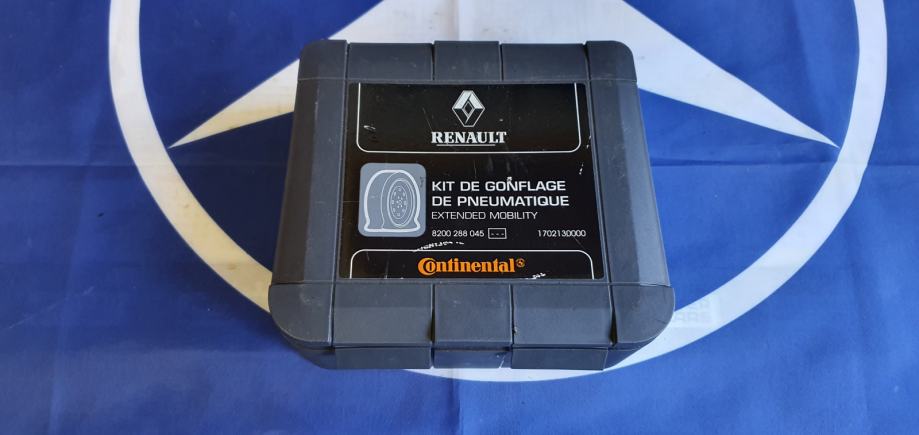 RENAULT
KIT DE GONFLAGE
DE PNEUMATIQUE
EXTENDED MOBILITY
8200 288 045 --- 1702130000
Continental